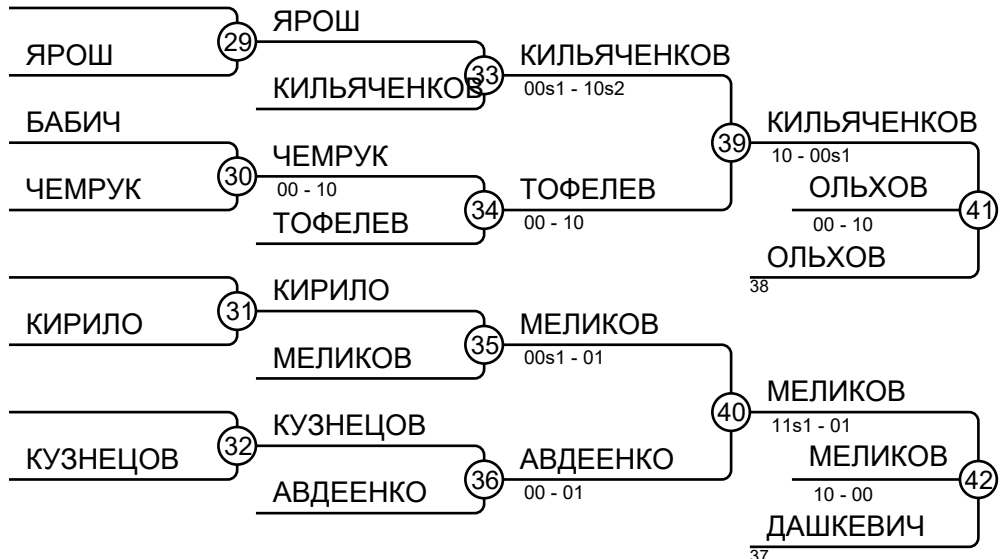 ЯРОШ
29
ЯРОШ
КИЛЬЯЧЕНКОВ
33
КИЛЬЯЧЕНКОВ
00s1 - 10s2
БАБИЧ
ЧЕМРУК
30
ЧЕМРУК
00 - 10
ТОФЕЛЕВ
34
ТОФЕЛЕВ
00 - 10
39
КИЛЬЯЧЕНКОВ
10 - 00s1
ОЛЬХОВ
00 - 10
41
ОЛЬХОВ
38
КИРИЛО
31
КИРИЛО
МЕЛИКОВ
35
МЕЛИКОВ
00s1 - 01
КУЗНЕЦОВ
32
КУЗНЕЦОВ
АВДЕЕНКО
36
АВДЕЕНКО
00 - 01
40
МЕЛИКОВ
11s1 - 01
МЕЛИКОВ
10 - 00
42
ДАШКЕВИЧ
37